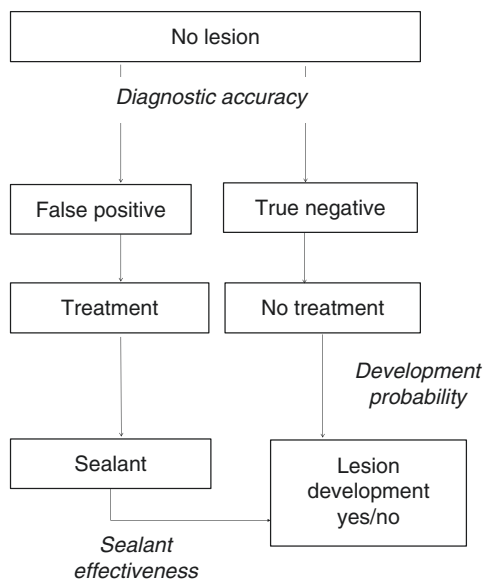 No lesion
Diagnostic accuracy
False positive
True negative
Treatment
No treatment
Development
probability
Sealant
Lesion
development
yes/no
Sealant
effectiveness